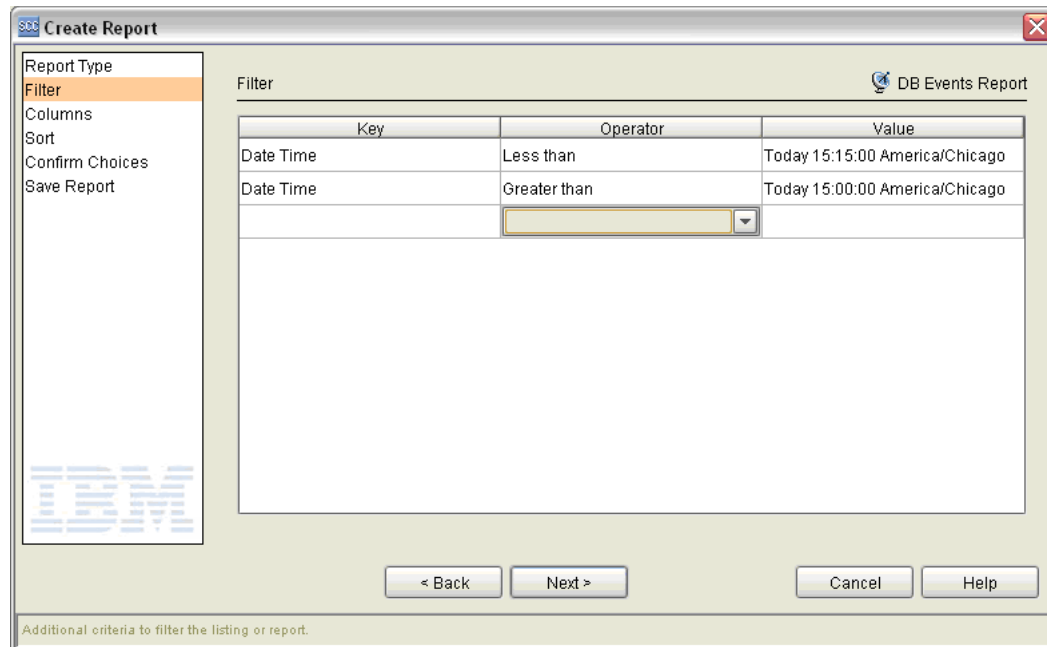 SCC Create Report
Report Type
Filter
Columns
Sort
Confirm Choices
Save Report
IBM
Filter
DB Events Report
Key Operator Value
Date Time Less than Today 15:15:00 America/Chicago
Date Time Greater than Today 15:00:00 America/Chicago
< Back Next > Cancel Help
Additional criteria to filter the listing or report.